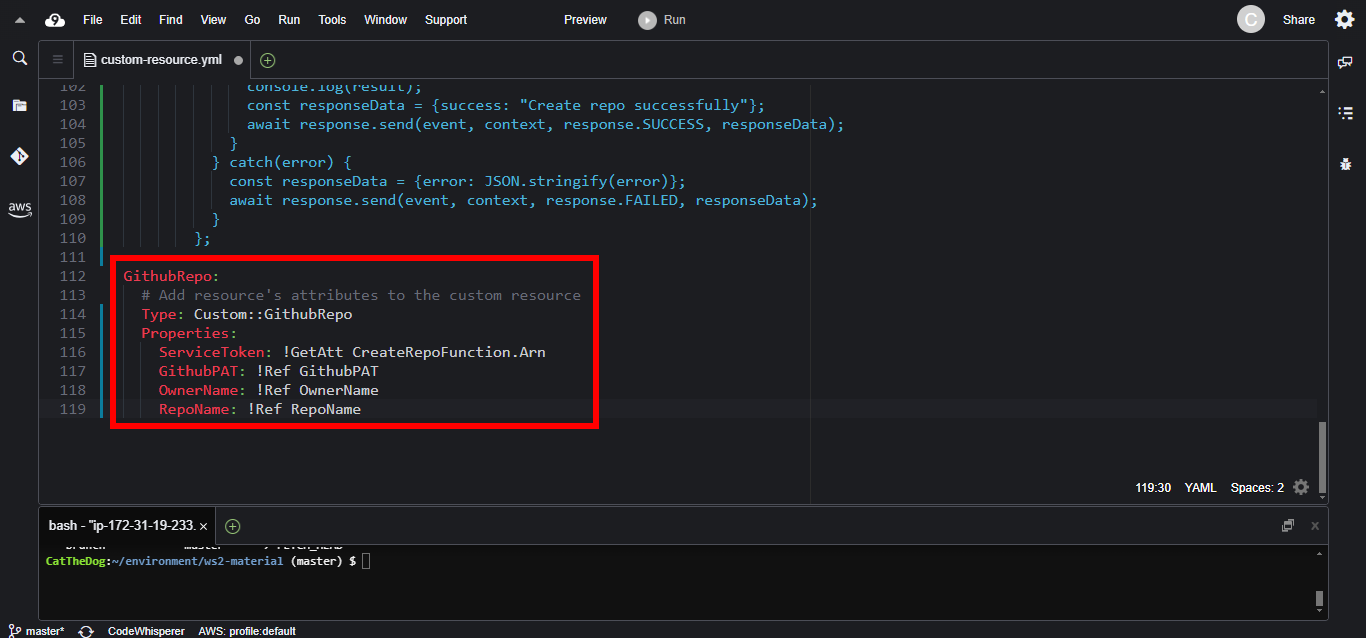 File Edit Find View Go Run Tools Window Support Preview Run C Share
custom-resource.yml
102 console.log(result);
103 const responseData = {success: "Create repo successfully"};
104 await response.send(event, context, response.SUCCESS, responseData);
105 }
106 } catch(error) {
107 const responseData = {error: JSON.stringify(error)};
108 await response.send(event, context, response.FAILED, responseData);
109 }
110 };
111
112 GithubRepo:
113 # Add resource's attributes to the custom resource
114 Type: Custom::GithubRepo
115 Properties:
116 ServiceToken: !GetAtt CreateRepoFunction.Arn
117 GithubPAT: !Ref GithubPAT
118 OwnerName: !Ref OwnerName
119 RepoName: !Ref RepoName
aws
119:30 YAML Spaces: 2
bash - "ip-172-31-19-233.
CatTheDog:~/environment/ws2-material (master) $
master* CodeWhisperer AWS: profile:default